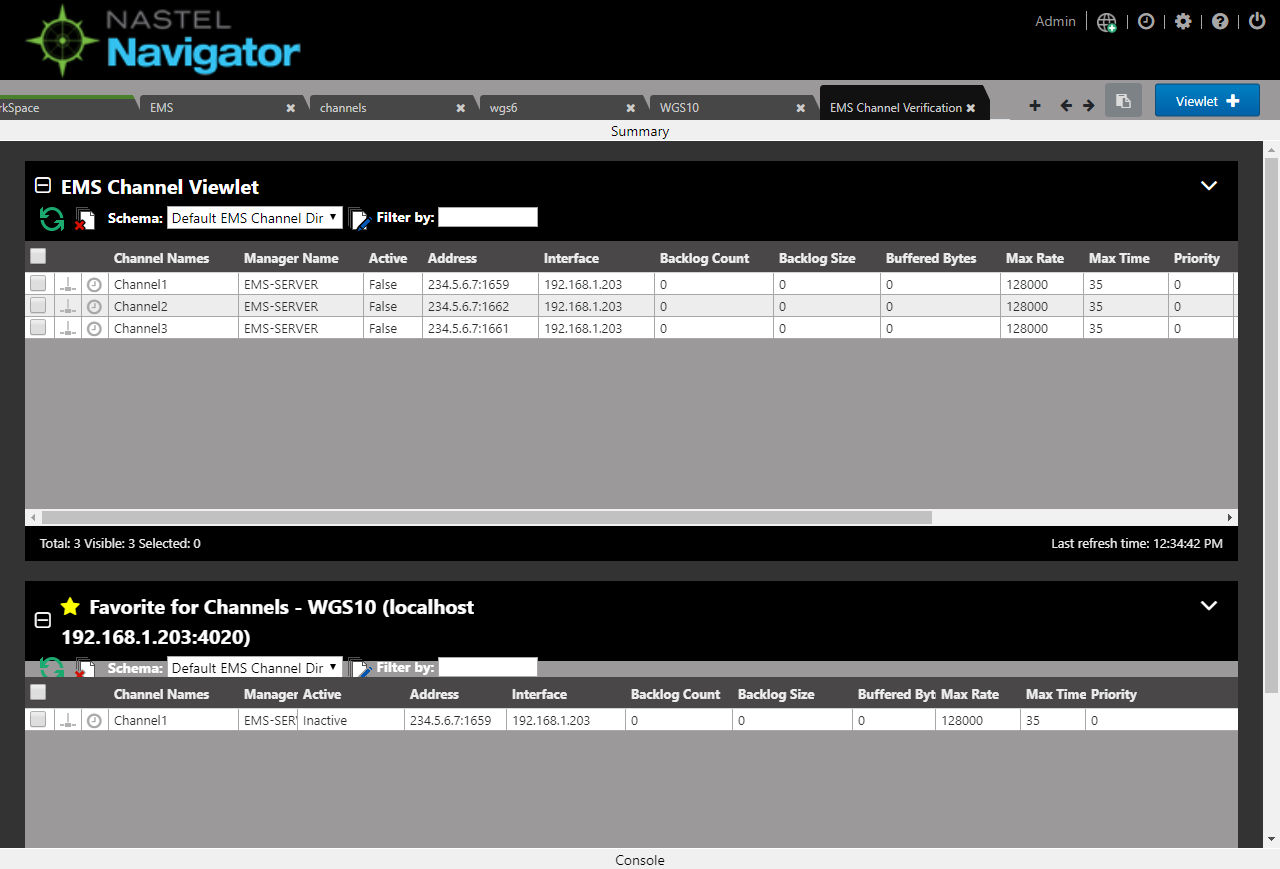 NASTEL
Navigator
Admin
rkSpace EMS channels wgs6 WGS10 EMS Channel Verification Viewlet
Summary
EMS Channel Viewlet
Schema: Default EMS Channel Dir Filter by:
Channel Names Manager Name Active Address Interface Backlog Count Backlog Size Buffered Bytes Max Rate Max Time Priority
Channel1 EMS-SERVER False 234.5.6.7:1659 192.168.1.203 0 0 0 128000 35 0
Channel2 EMS-SERVER False 234.5.6.7:1662 192.168.1.203 0 0 0 128000 35 0
Channel3 EMS-SERVER False 234.5.6.7:1661 192.168.1.203 0 0 0 128000 35 0
Total: 3 Visible: 3 Selected: 0 Last refresh time: 12:34:42 PM
Favorite for Channels - WGS10 (localhost
192.168.1.203:4020)
Schema: Default EMS Channel Dir Filter by:
Channel Names Manager Active Address Interface Backlog Count Backlog Size Buffered Byt Max Rate Max Time Priority
Channel1 EMS-SER Inactive 234.5.6.7:1659 192.168.1.203 0 0 0 128000 35 0
Console